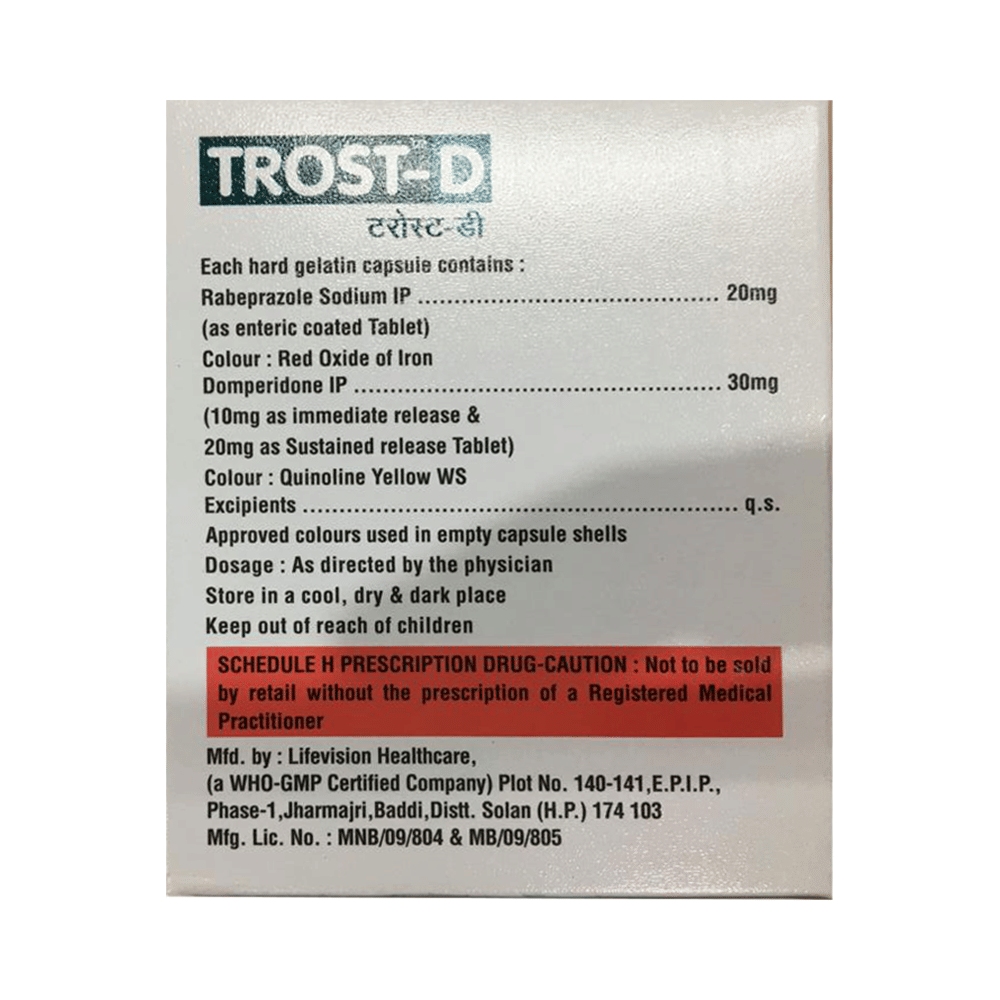 TROST-D
टरोस्ट-डी
Each hard gelatin capsule contains :
Rabeprazole Sodium IP ........................................ 20mg
(as enteric coated Tablet)
Colour : Red Oxide of Iron
Domperidone IP ................................................. 30mg
(10mg as immediate release &
20mg as Sustained release Tablet)
Colour : Quinoline Yellow WS
Excipients .......................................................... q.s.
Approved colours used in empty capsule shells
Dosage : As directed by the physician
Store in a cool, dry & dark place
Keep out of reach of children
SCHEDULE H PRESCRIPTION DRUG-CAUTION : Not to be sold
by retail without the prescription of a Registered Medical
Practitioner
Mfd. by : Lifevision Healthcare,
(a WHO-GMP Certified Company) Plot No. 140-141,E.P.I.P.,
Phase-1,Jharmajri,Baddi,Distt. Solan (H.P.) 174 103
Mfg. Lic. No. : MNB/09/804 & MB/09/805